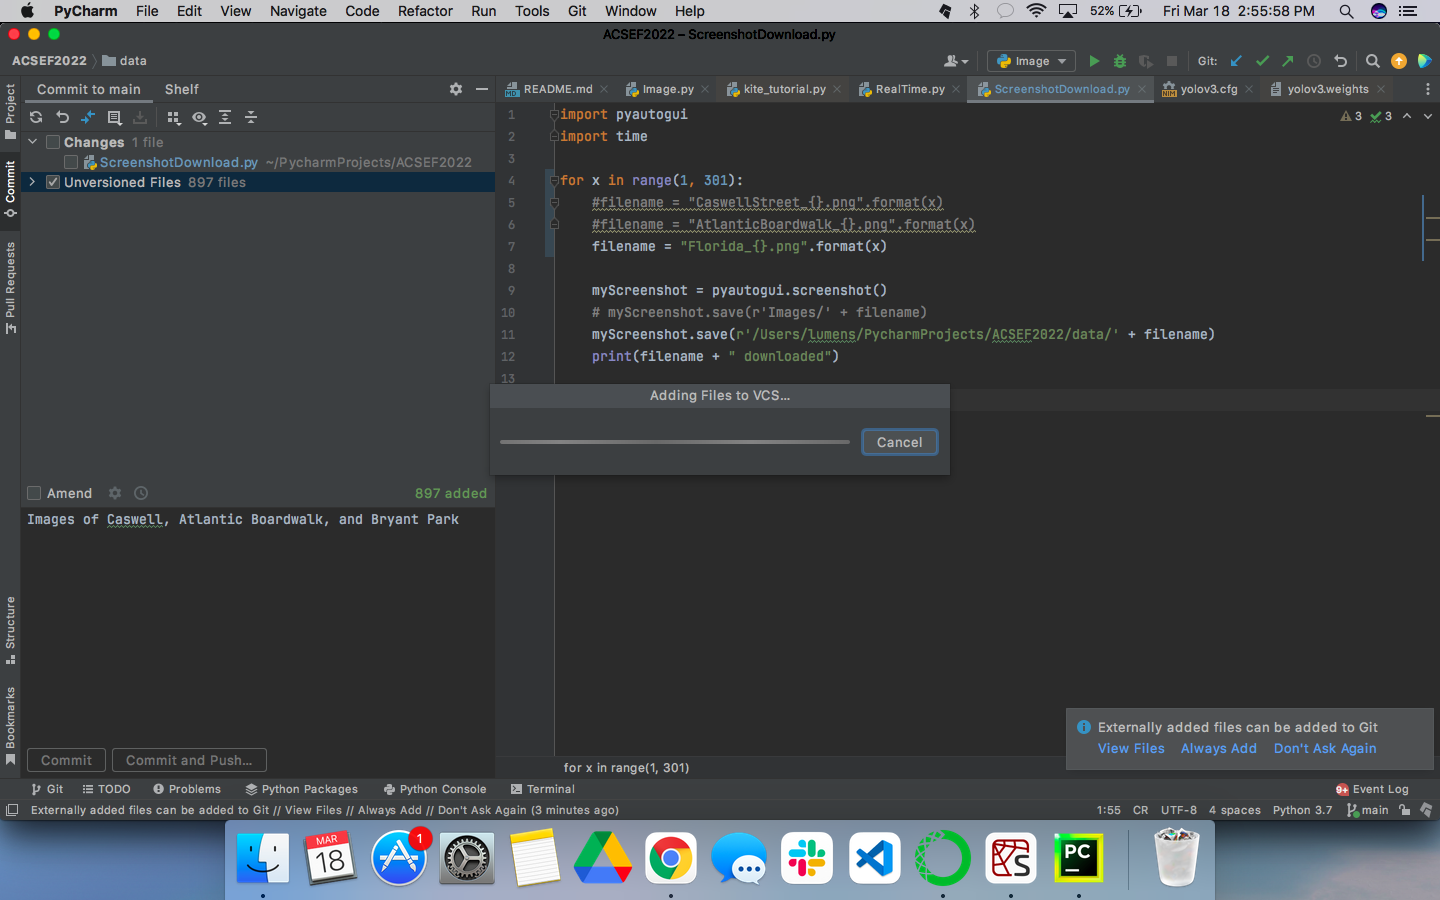 PyCharm File Edit View Navigate Code Refactor Run Tools Git Window Help 52% Fri Mar 18 2:55:58 PM
ACSEF2022 – ScreenshotDownload.py
ACSEF2022 data Image Git:
Project
Commit
Pull Requests
Structure
Bookmarks
Commit to main Shelf
Changes 1 file
ScreenshotDownload.py ~/PycharmProjects/ACSEF2022
Unversioned Files 897 files
Amend 897 added
Images of Caswell, Atlantic Boardwalk, and Bryant Park
Commit Commit and Push...
README.md Image.py kite_tutorial.py RealTime.py ScreenshotDownload.py yolov3.cfg yolov3.weights
3 3
1 import pyautogui
2 import time
3
4 for x in range(1, 301):
5 #filename = "CaswellStreet_{}.png".format(x)
6 #filename = "AtlanticBoardwalk_{}.png".format(x)
7 filename = "Florida_{}.png".format(x)
8
9 myScreenshot = pyautogui.screenshot()
10 # myScreenshot.save(r'Images/' + filename)
11 myScreenshot.save(r'/Users/lumens/PycharmProjects/ACSEF2022/data/' + filename)
12 print(filename + " downloaded")
13
Adding Files to VCS...
Cancel
Externally added files can be added to Git
View Files Always Add Don't Ask Again
for x in range(1, 301)
Git TODO Problems Python Packages Python Console Terminal 9+ Event Log
Externally added files can be added to Git // View Files // Always Add // Don't Ask Again (3 minutes ago) 1:55 CR UTF-8 4 spaces Python 3.7 main
MAR
18
1
PC